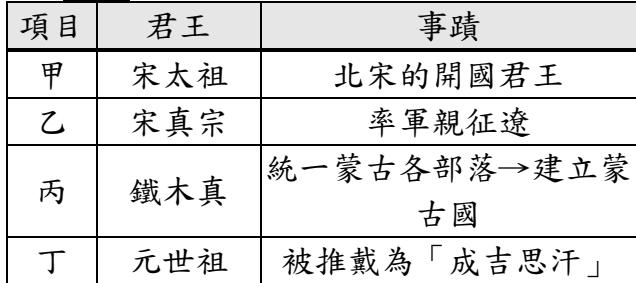 項目 君王 事蹟
甲 宋太祖 北宋的開國君王
乙 宋真宗 率軍親征遼
丙 鐵木真 統一蒙古各部落→建立蒙
古國
丁 元世祖 被推戴為「成吉思汗」